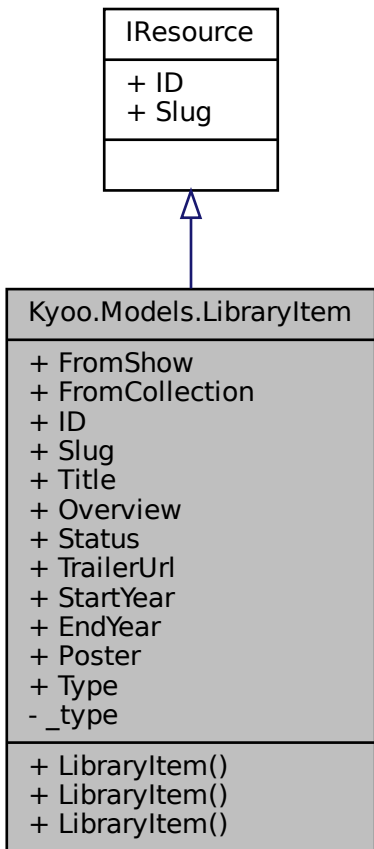 IResource
+ ID
+ Slug
Kyoo.Models.LibraryItem
+ FromShow
+ FromCollection
+ ID
+ Slug
+ Title
+ Overview
+ Status
+ TrailerUrl
+ StartYear
+ EndYear
+ Poster
+ Type
- _type
+ LibraryItem()
+ LibraryItem()
+ LibraryItem()